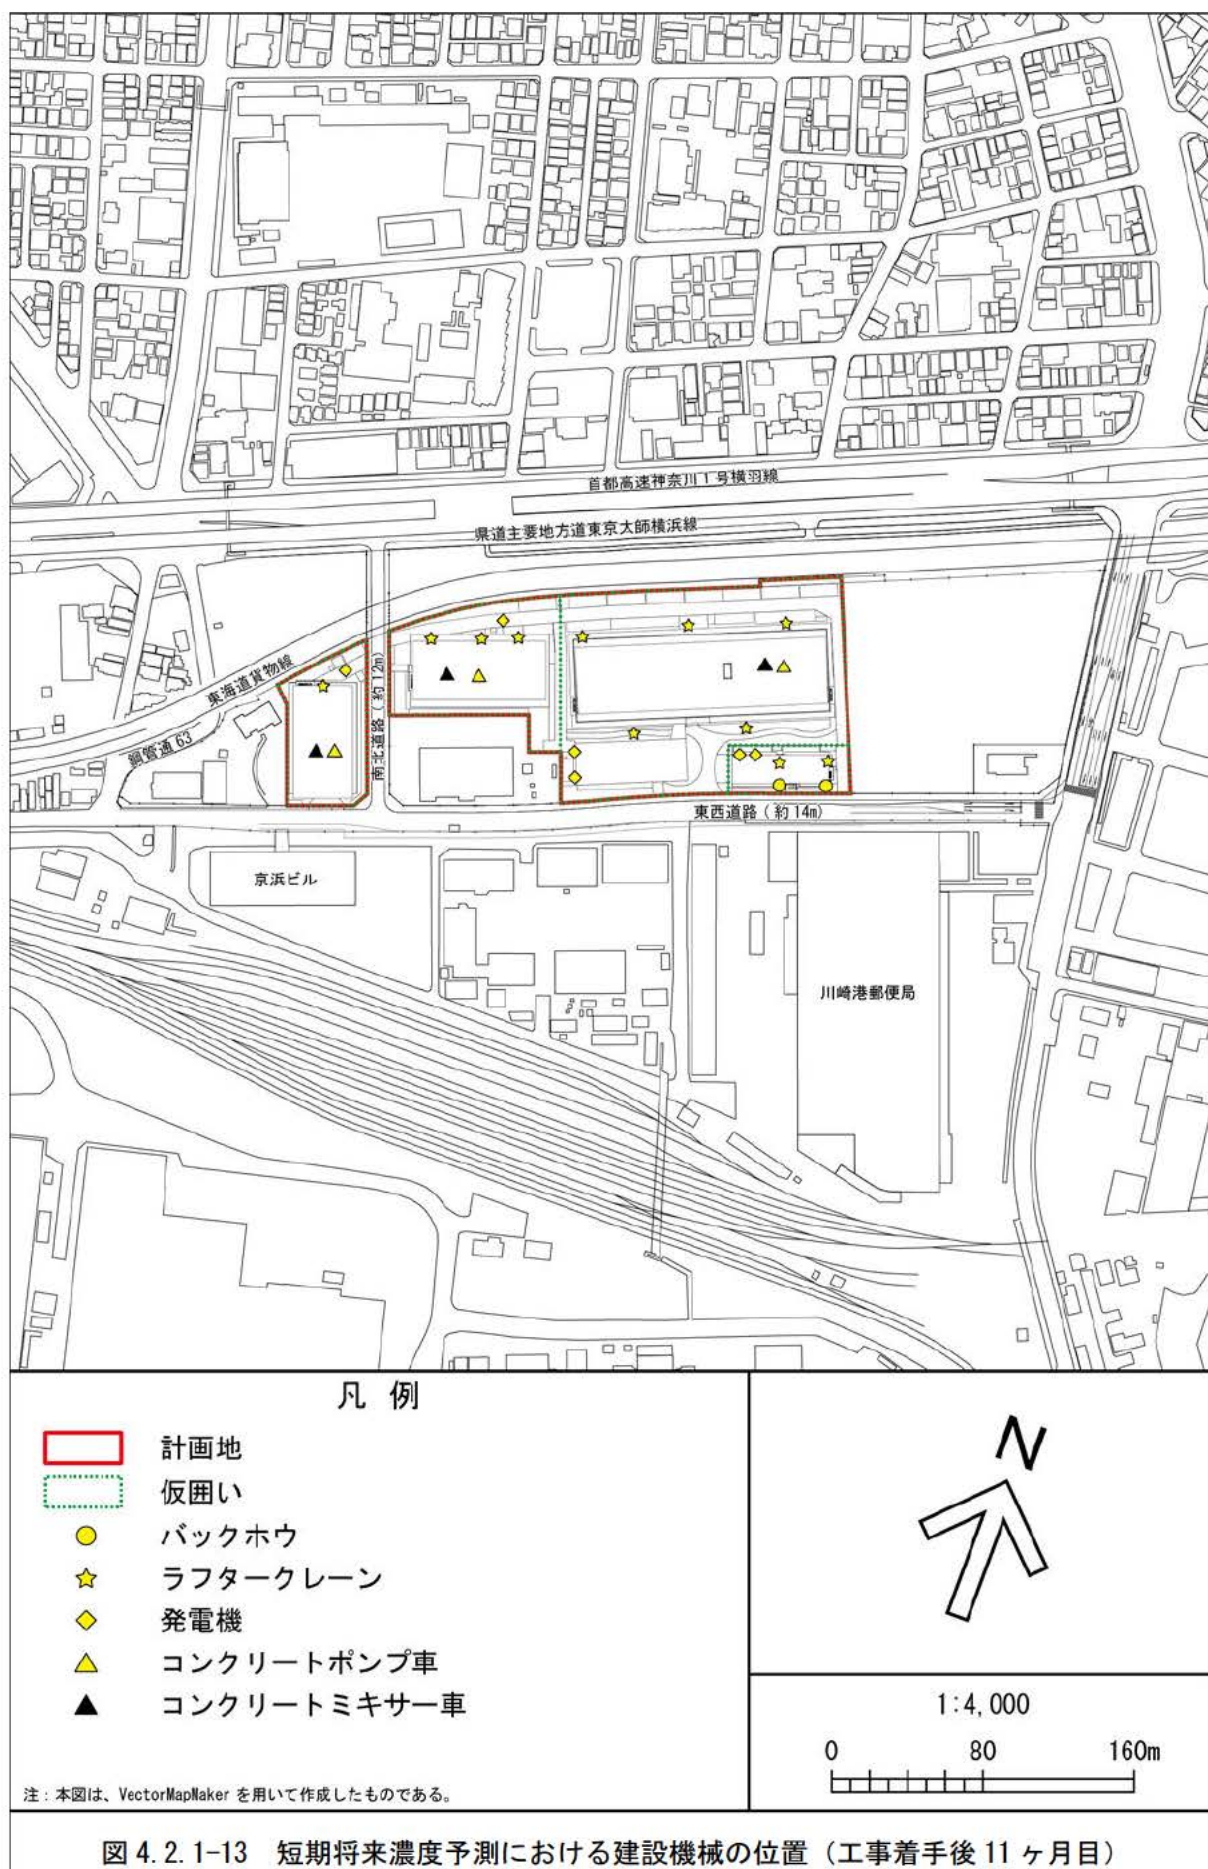 首都高速神奈川1号横羽線
県道主要地方道東京大師横浜線
東海道貨物線
鋼管通63
南北道路(約12m)
東西道路(約14m)
京浜ビル
川崎港郵便局
凡 例
計画地
仮囲い
バックホウ
ラフタークレーン
発電機
コンクリートポンプ車
コンクリートミキサー車
注:本図は、VectorMapMaker を用いて作成したものである。
N
1:4,000
0 80 160m
図 4.2.1-13 短期将来濃度予測における建設機械の位置(工事着手後 11 ヶ月目)